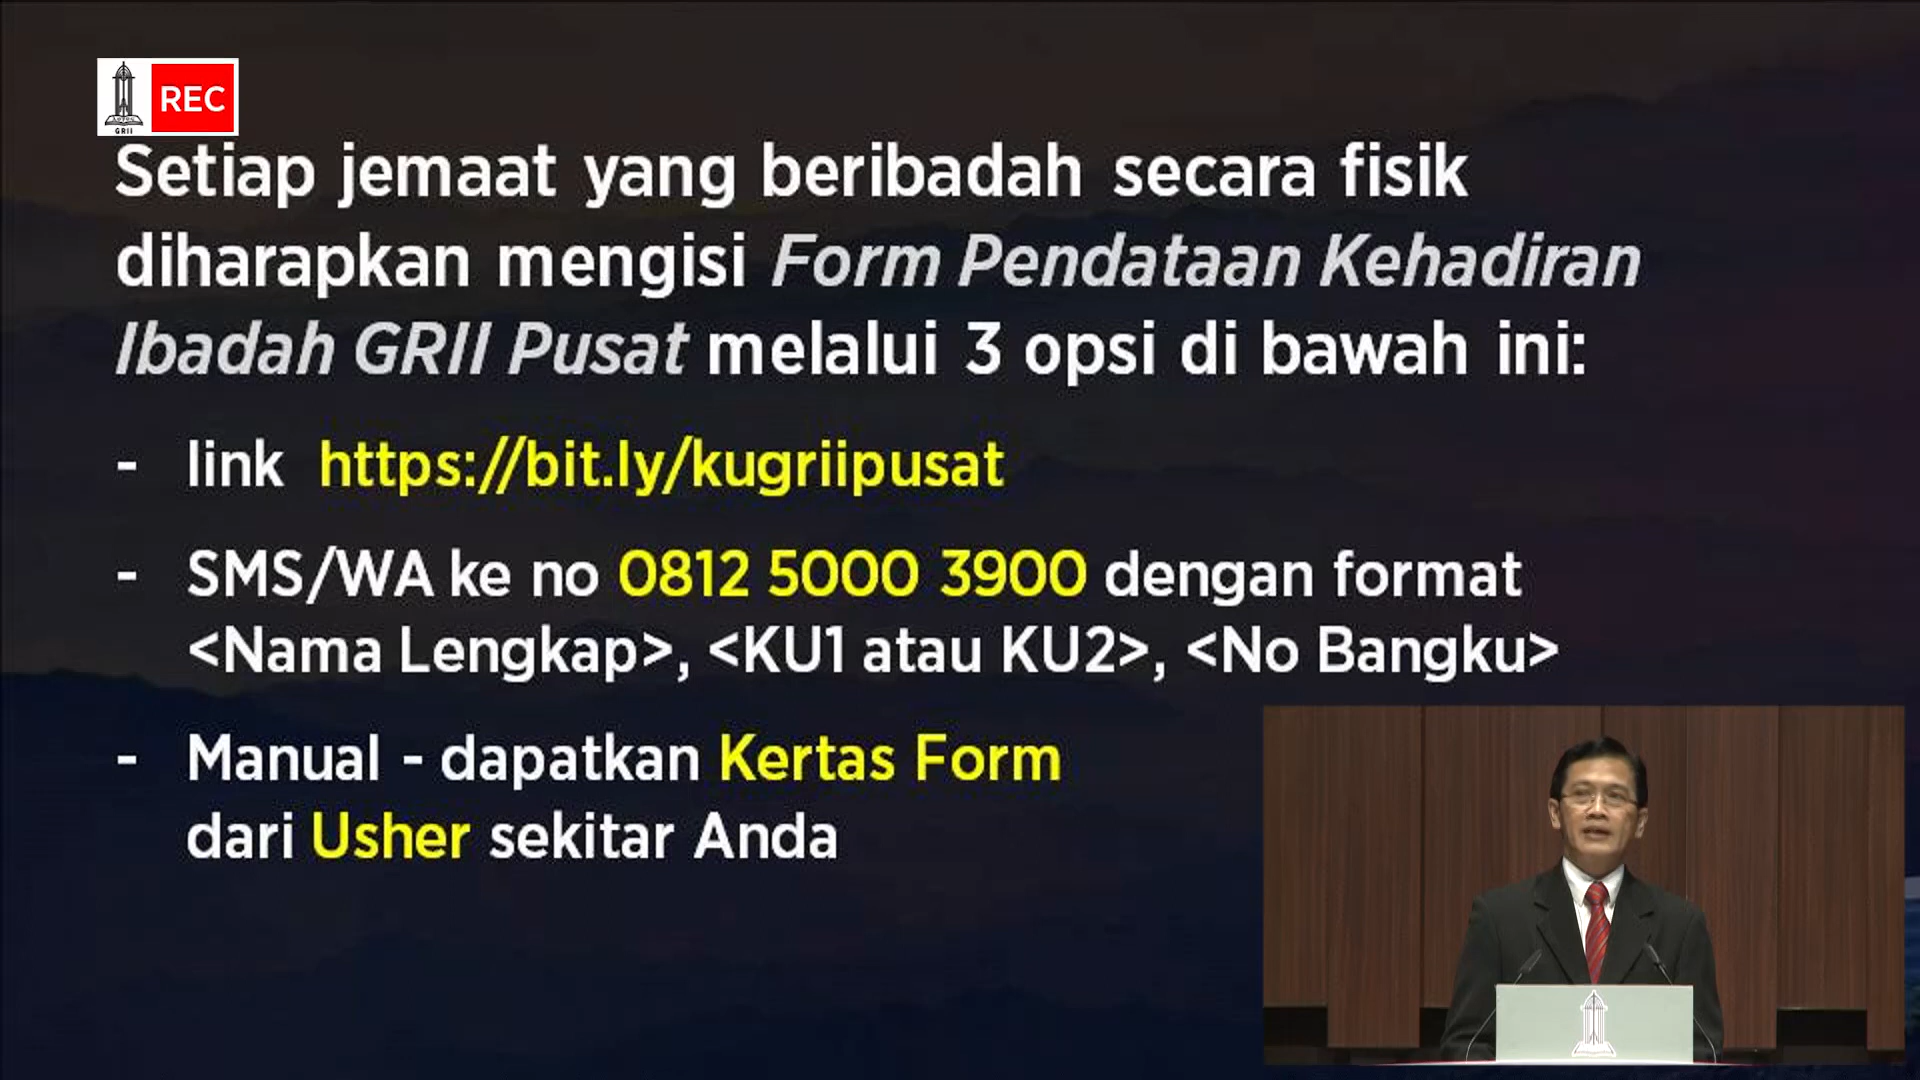 REC
GRII
Setiap jemaat yang beribadah secara fisik
diharapkan mengisi Form Pendataan Kehadiran
Ibadah GRII Pusat melalui 3 opsi di bawah ini:
- link https://bit.ly/kugriipusat
- SMS/WA ke no 0812 5000 3900 dengan format
<Nama Lengkap>, <KU1 atau KU2>, <No Bangku>
- Manual - dapatkan Kertas Form
dari Usher sekitar Anda